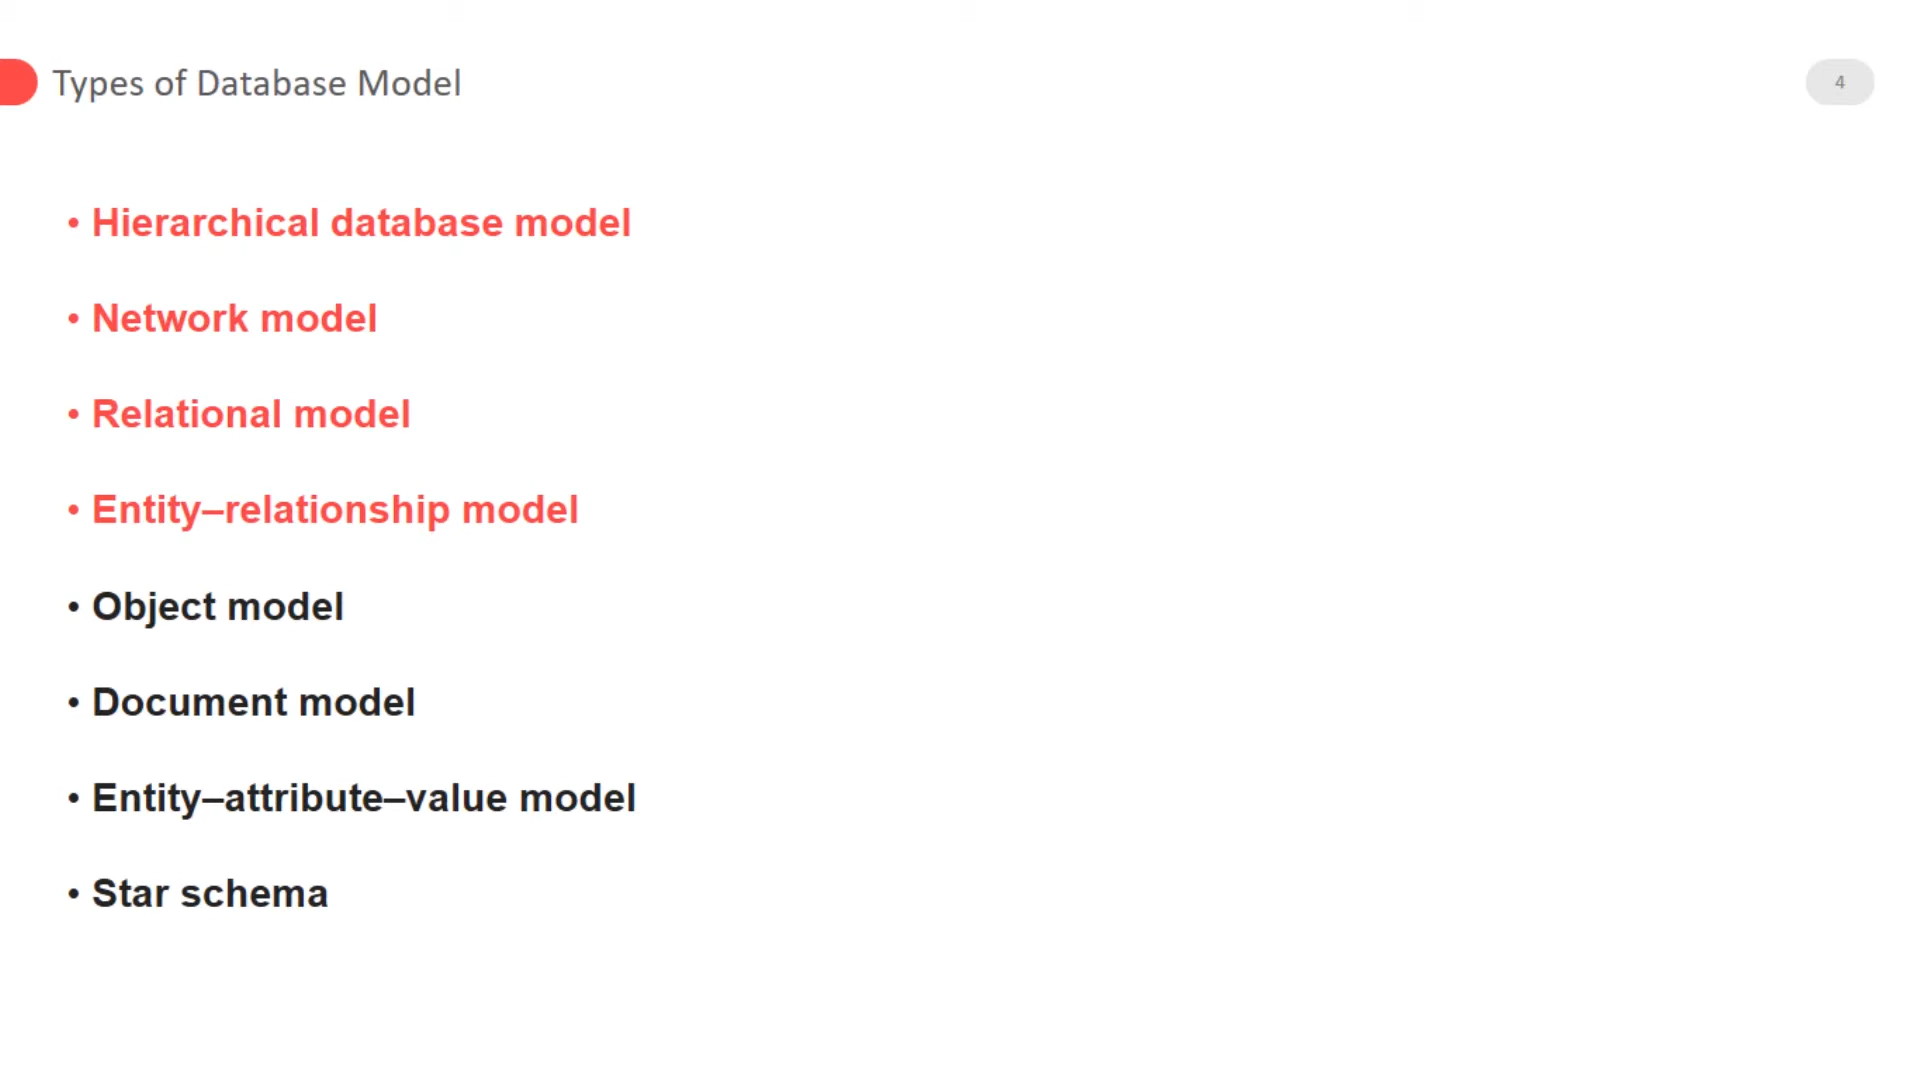 Types of Database Model
4
• Hierarchical database model
• Network model
• Relational model
• Entity–relationship model
• Object model
• Document model
• Entity–attribute–value model
• Star schema